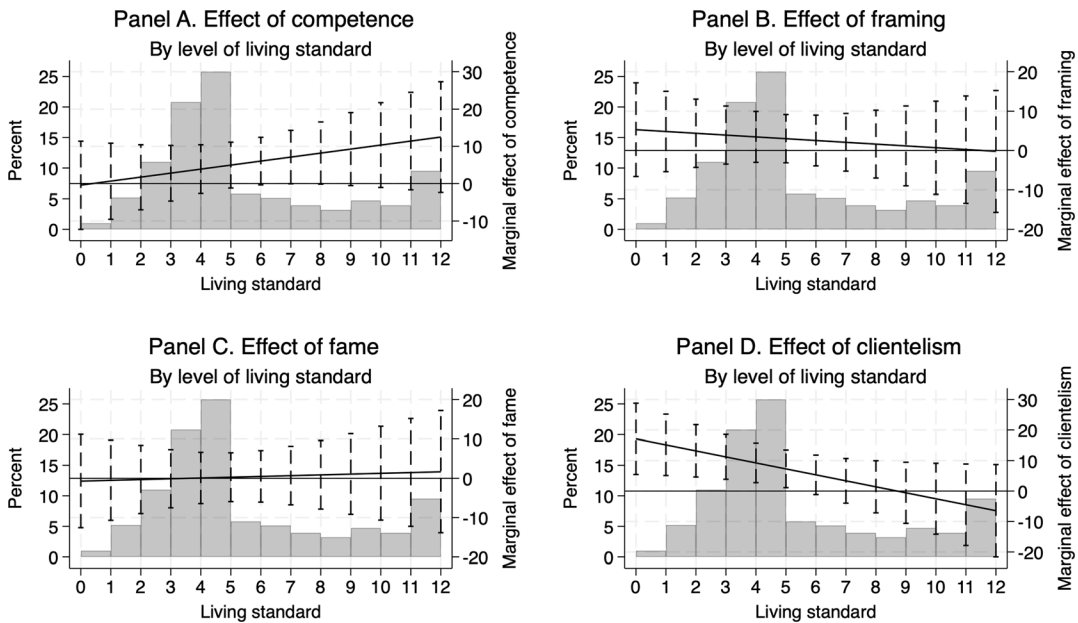 Panel A. Effect of competence
By level of living standard
Percent
25
20
15
10
5
0
30
20
10
0
-10
Marginal effect of competence
0 1 2 3 4 5 6 7 8 9 10 11 12
Living standard
Panel B. Effect of framing
By level of living standard
Percent
25
20
15
10
5
0
20
10
0
-10
-20
Marginal effect of framing
0 1 2 3 4 5 6 7 8 9 10 11 12
Living standard
Panel C. Effect of fame
By level of living standard
Percent
25
20
15
10
5
0
20
10
0
-10
-20
Marginal effect of fame
0 1 2 3 4 5 6 7 8 9 10 11 12
Living standard
Panel D. Effect of clientelism
By level of living standard
Percent
25
20
15
10
5
0
30
20
10
0
-10
-20
Marginal effect of clientelism
0 1 2 3 4 5 6 7 8 9 10 11 12
Living standard